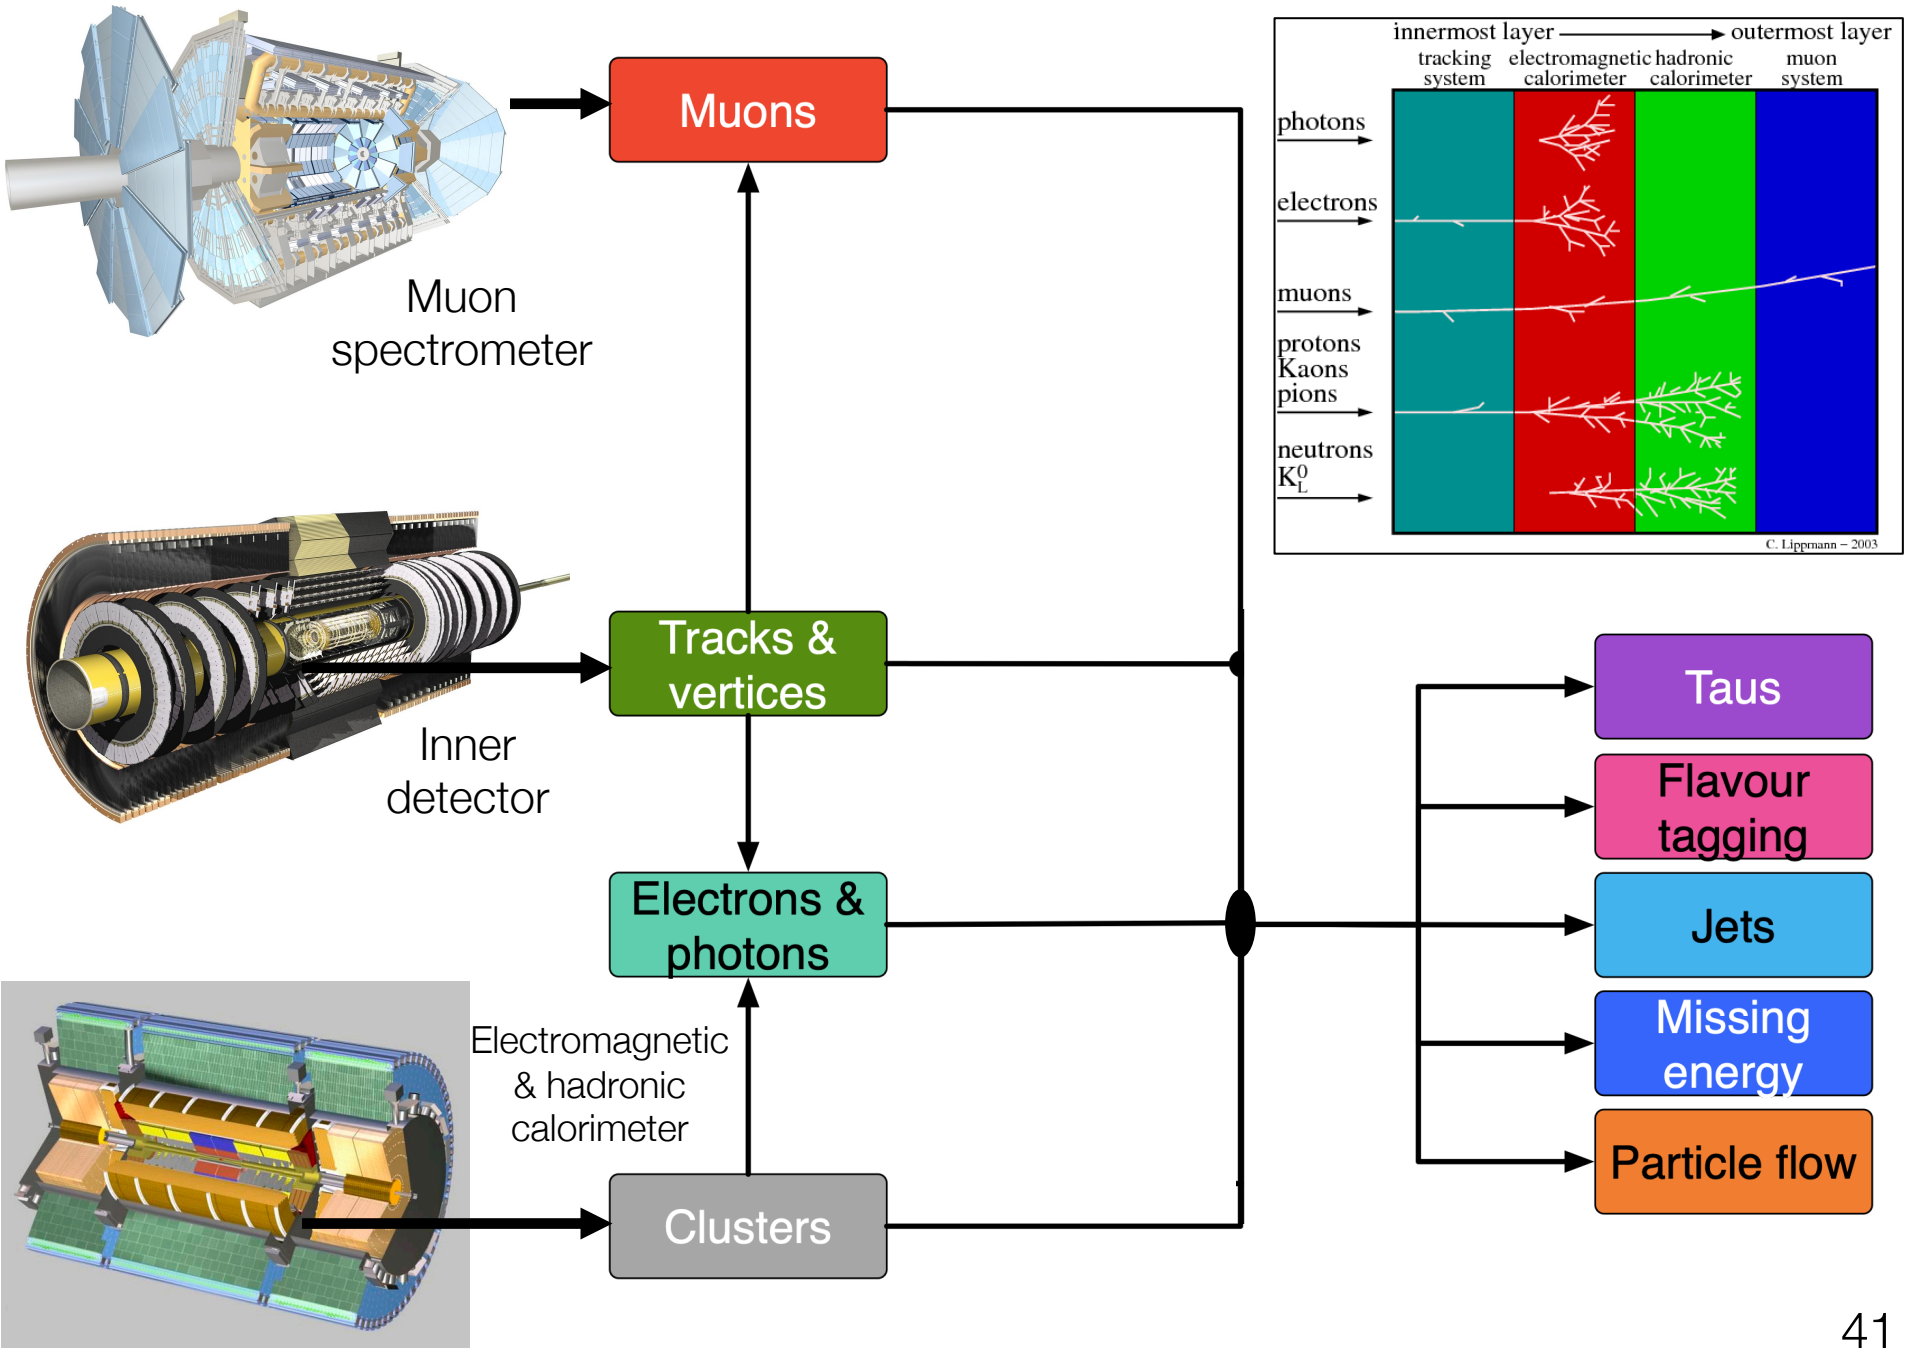 Muons
Muon
spectrometer
Tracks &
vertices
Inner
detector
Electrons &
photons
Electromagnetic
& hadronic
calorimeter
Clusters
innermost layer
outermost layer
tracking
system
electromagnetic
calorimeter
hadronic
calorimeter
muon
system
photons
electrons
muons
protons
Kaons
pions
neutrons
K⁰L
C. Lippmann – 2003
Taus
Flavour
tagging
Jets
Missing
energy
Particle flow
41